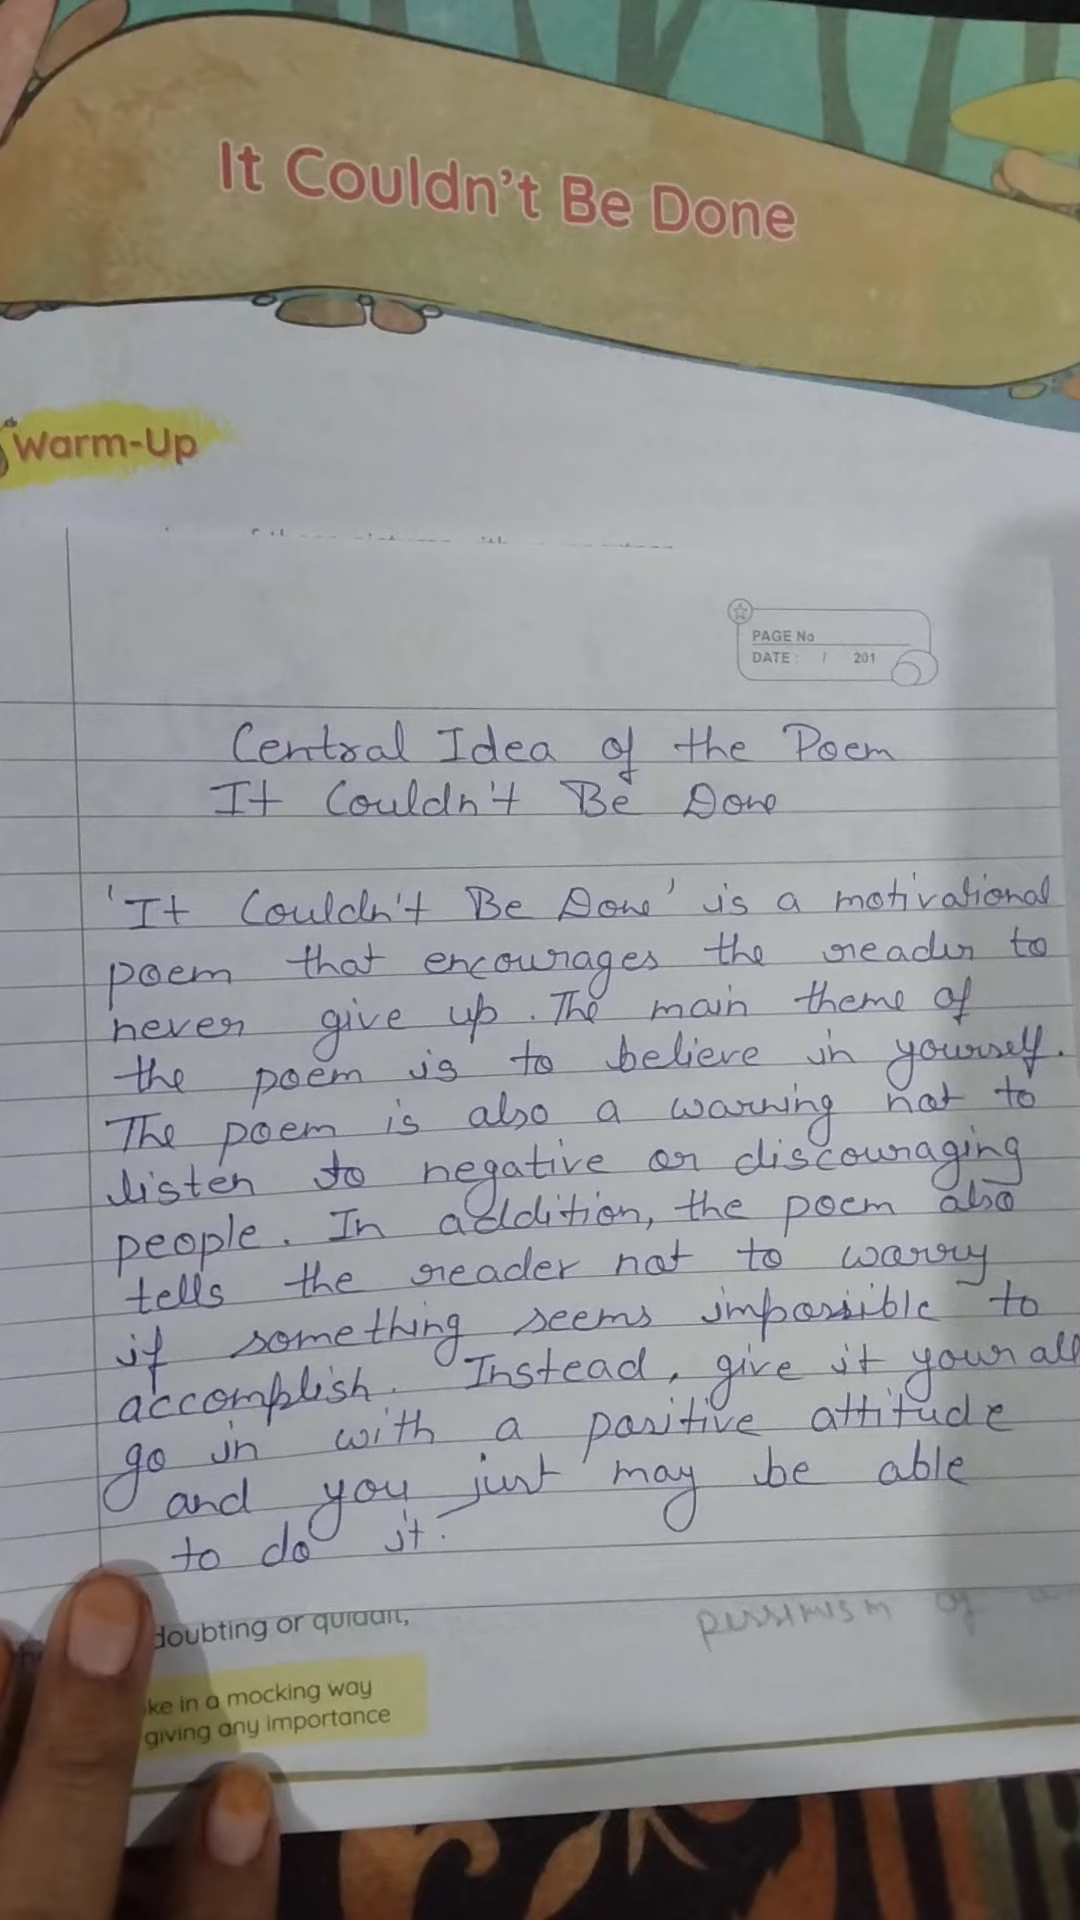 It Couldn't Be Done
Warm-Up
PAGE No
DATE : / 201
Central Idea of the Poem
It Couldn't Be Done
'It Couldn't Be Done' is a motivational
poem that encourages the reader to
never give up. The main theme of
the poem is to believe in yourself.
The poem is also a warning not to
listen to negative or discouraging
people. In addition, the poem also
tells the reader not to worry
if something seems impossible to
accomplish. Instead, give it your all
go in with a positive attitude
and you just may be able
to do it.
doubting or
pessimism of
ke in a mocking way
giving any importance